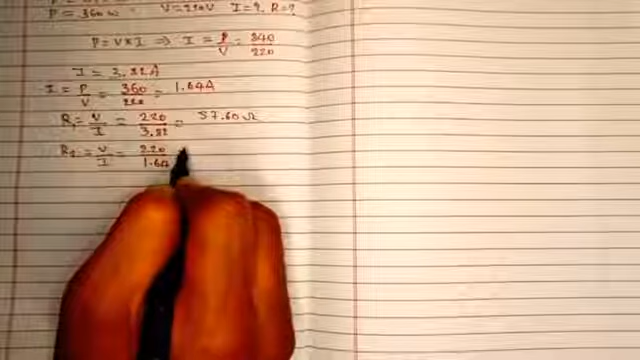 P = 360 W V = 220V I = ?. R = ?
P = V×I ⇒ I = P/V = 840/220
I = 3.82A
I = P/V = 360/220 = 1.64A
R₁ = V/I = 220/3.82 = 57.60 Ω
R₂ = V/I = 220/1.64